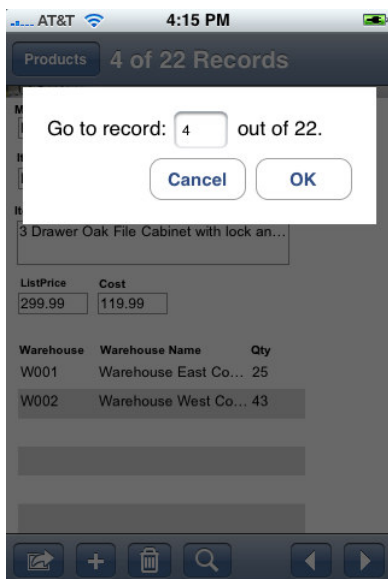 AT&T 4:15 PM
Products 4 of 22 Records
Go to record: 4 out of 22.
Cancel OK
3 Drawer Oak File Cabinet with lock an...
ListPrice Cost
299.99 119.99
Warehouse Warehouse Name Qty
W001 Warehouse East Co... 25
W002 Warehouse West Co... 43